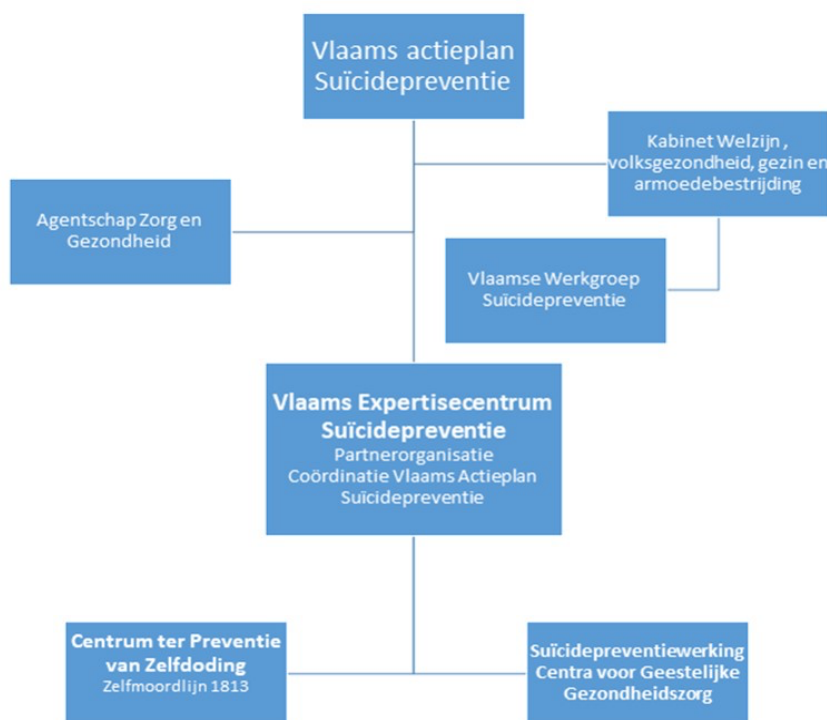 Vlaams actieplan
Suïcidepreventie
Kabinet Welzijn ,
volksgezondheid, gezin en
armoedebestrijding
Agentschap Zorg en
Gezondheid
Vlaamse Werkgroep
Suïcidepreventie
Vlaams Expertisecentrum
Suïcidepreventie
Partnerorganisatie
Coördinatie Vlaams Actieplan
Suïcidepreventie
Centrum ter Preventie
van Zelfdoding
Zelfmoordlijn 1813
Suïcidepreventiewerking
Centra voor Geestelijke
Gezondheidszorg